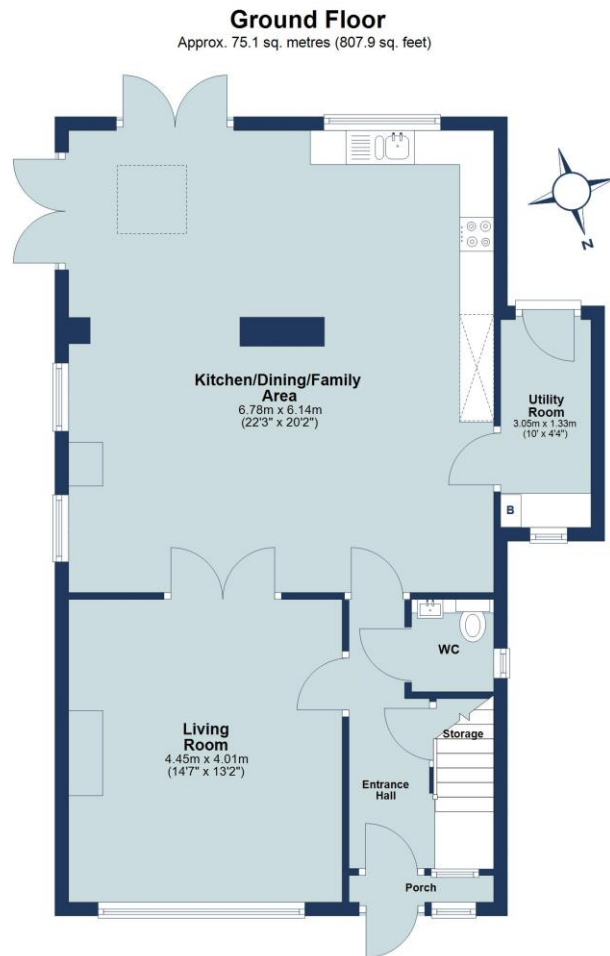 Ground Floor
Approx. 75.1 sq. metres (807.9 sq. feet)
N
Kitchen/Dining/Family
Area
6.78m x 6.14m
(22'3" x 20'2")
Utility
Room
3.05m x 1.33m
(10' x 4'4")
B
WC
Living
Room
4.45m x 4.01m
(14'7" x 13'2")
Storage
Entrance
Hall
Porch